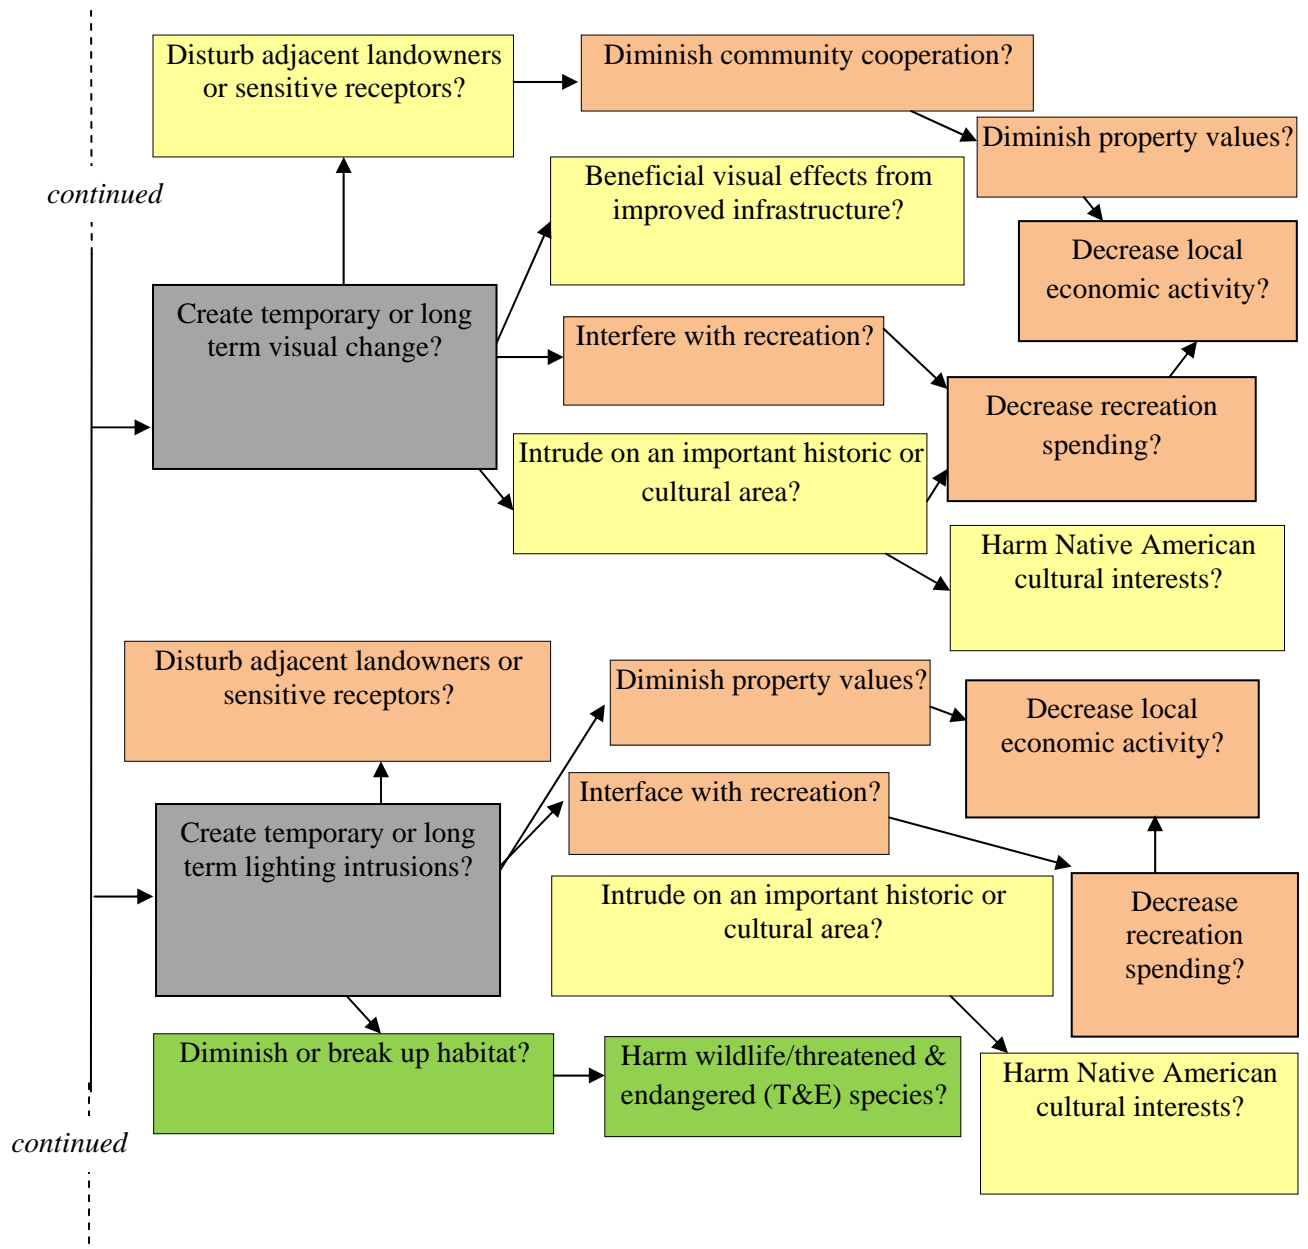 Disturb adjacent landowners
or sensitive receptors?
Diminish community cooperation?
Diminish property values?
continued
Beneficial visual effects from
improved infrastructure?
Decrease local
economic activity?
Create temporary or long
term visual change?
Interfere with recreation?
Decrease recreation
spending?
Intrude on an important historic or
cultural area?
Harm Native American
cultural interests?
Disturb adjacent landowners or
sensitive receptors?
Diminish property values?
Decrease local
economic activity?
Interface with recreation?
Create temporary or long
term lighting intrusions?
Intrude on an important historic or
cultural area?
Decrease
recreation
spending?
Diminish or break up habitat?
Harm wildlife/threatened &
endangered (T&E) species?
Harm Native American
cultural interests?
continued